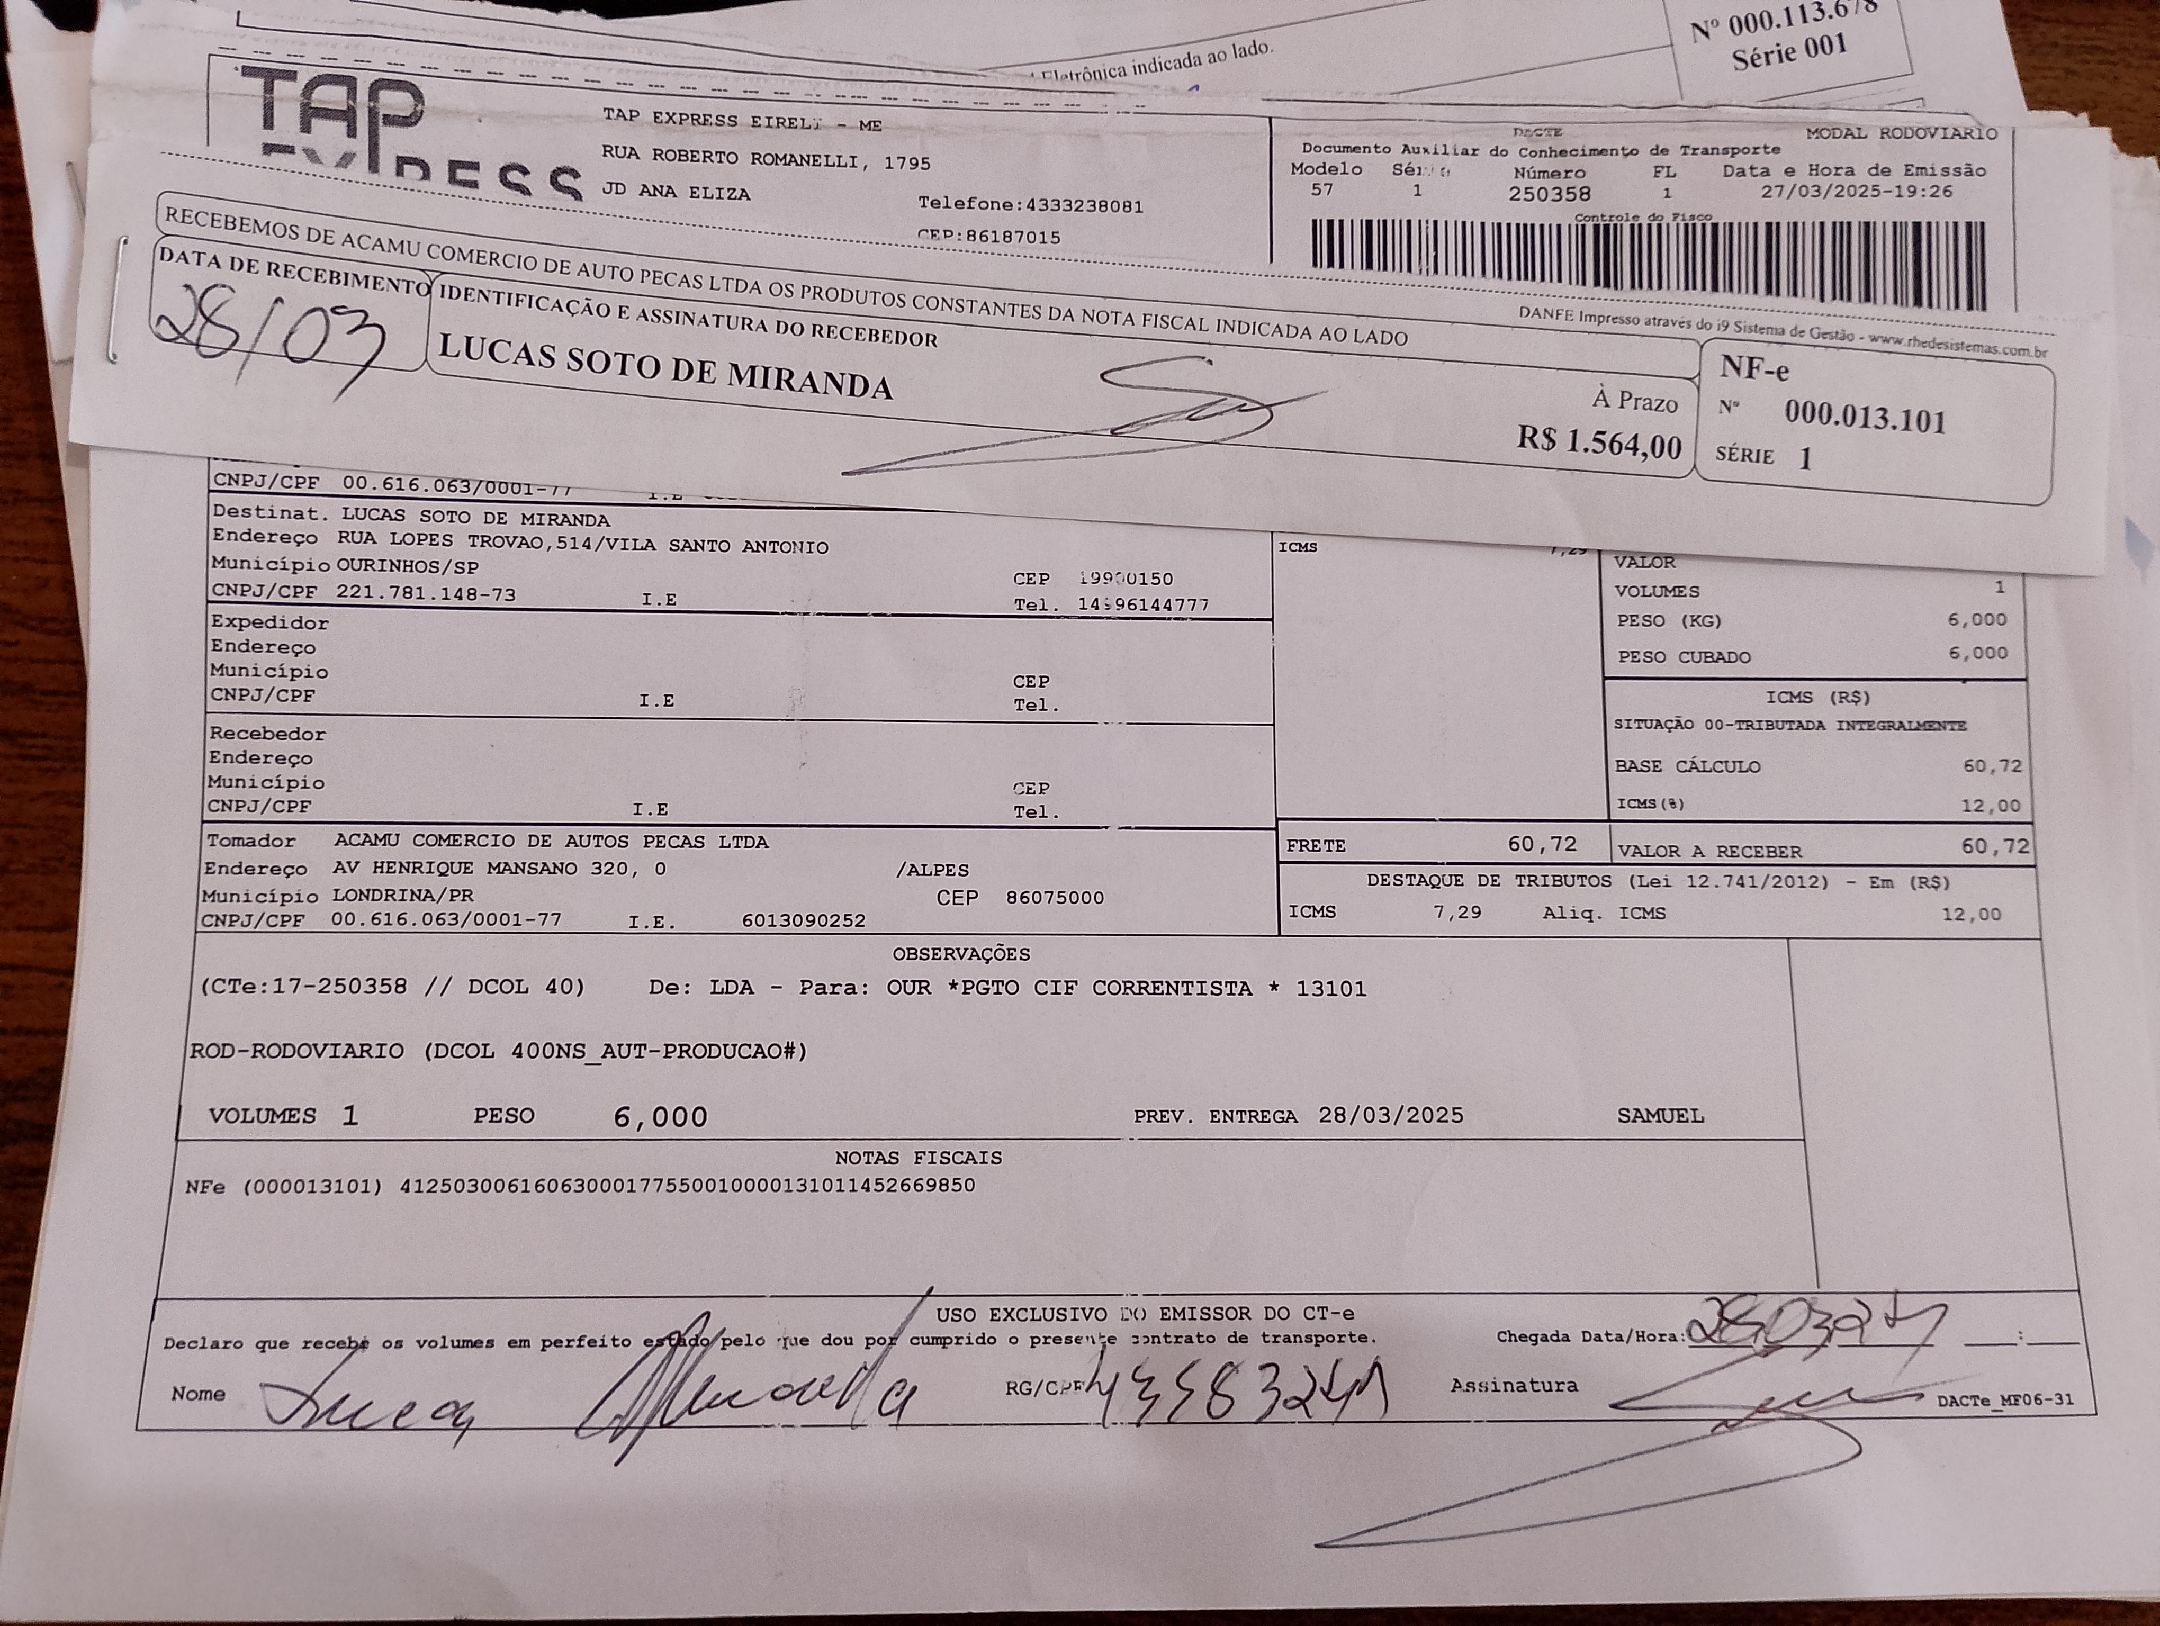 Nº 000.113.678
Série 001
Eletrônica indicada ao lado.
TAP
EXPRESS
TAP EXPRESS EIRELI - ME
RUA ROBERTO ROMANELLI, 1795
JD ANA ELIZA
Telefone:4333238081
CEP:86187015
DACTE MODAL RODOVIARIO
Documento Auxiliar do Conhecimento de Transporte
Modelo Série Número FL Data e Hora de Emissão
57 1 250358 1 27/03/2025-19:26
Controle do Fisco
RECEBEMOS DE ACAMU COMERCIO DE AUTO PECAS LTDA OS PRODUTOS CONSTANTES DA NOTA FISCAL INDICADA AO LADO
DANFE Impresso através do i9 Sistema de Gestão - www.rhedesistemas.com.br
DATA DE RECEBIMENTO IDENTIFICAÇÃO E ASSINATURA DO RECEBEDOR
28/03
LUCAS SOTO DE MIRANDA
À Prazo
R$ 1.564,00
NF-e
Nº 000.013.101
SÉRIE 1
CNPJ/CPF 00.616.063/0001-77 I.E
Destinat. LUCAS SOTO DE MIRANDA
Endereço RUA LOPES TROVAO,514/VILA SANTO ANTONIO
Município OURINHOS/SP CEP 19900150
CNPJ/CPF 221.781.148-73 I.E Tel. 14996144777
Expedidor
Endereço
Município CEP
CNPJ/CPF I.E Tel.
Recebedor
Endereço
Município CEP
CNPJ/CPF I.E Tel.
Tomador ACAMU COMERCIO DE AUTOS PECAS LTDA
Endereço AV HENRIQUE MANSANO 320, 0 /ALPES
Município LONDRINA/PR CEP 86075000
CNPJ/CPF 00.616.063/0001-77 I.E. 6013090252
ICMS 7,29
VALOR
VOLUMES 1
PESO (KG) 6,000
PESO CUBADO 6,000
ICMS (R$)
SITUAÇÃO 00-TRIBUTADA INTEGRALMENTE
BASE CÁLCULO 60,72
ICMS(%) 12,00
FRETE 60,72 VALOR A RECEBER 60,72
DESTAQUE DE TRIBUTOS (Lei 12.741/2012) - Em (R$)
ICMS 7,29 Aliq. ICMS 12,00
OBSERVAÇÕES
(CTe:17-250358 // DCOL 40) De: LDA - Para: OUR *PGTO CIF CORRENTISTA * 13101
ROD-RODOVIARIO (DCOL 400NS_AUT-PRODUCAO#)
VOLUMES 1 PESO 6,000 PREV. ENTREGA 28/03/2025 SAMUEL
NOTAS FISCAIS
NFe (000013101) 41250300616063000177550010000131011452669850
USO EXCLUSIVO DO EMISSOR DO CT-e
Declaro que recebi os volumes em perfeito estado pelo que dou por cumprido o presente contrato de transporte.
Chegada Data/Hora: :
Nome Lucas RG/CPF Assinatura
DACTe_MF06-31